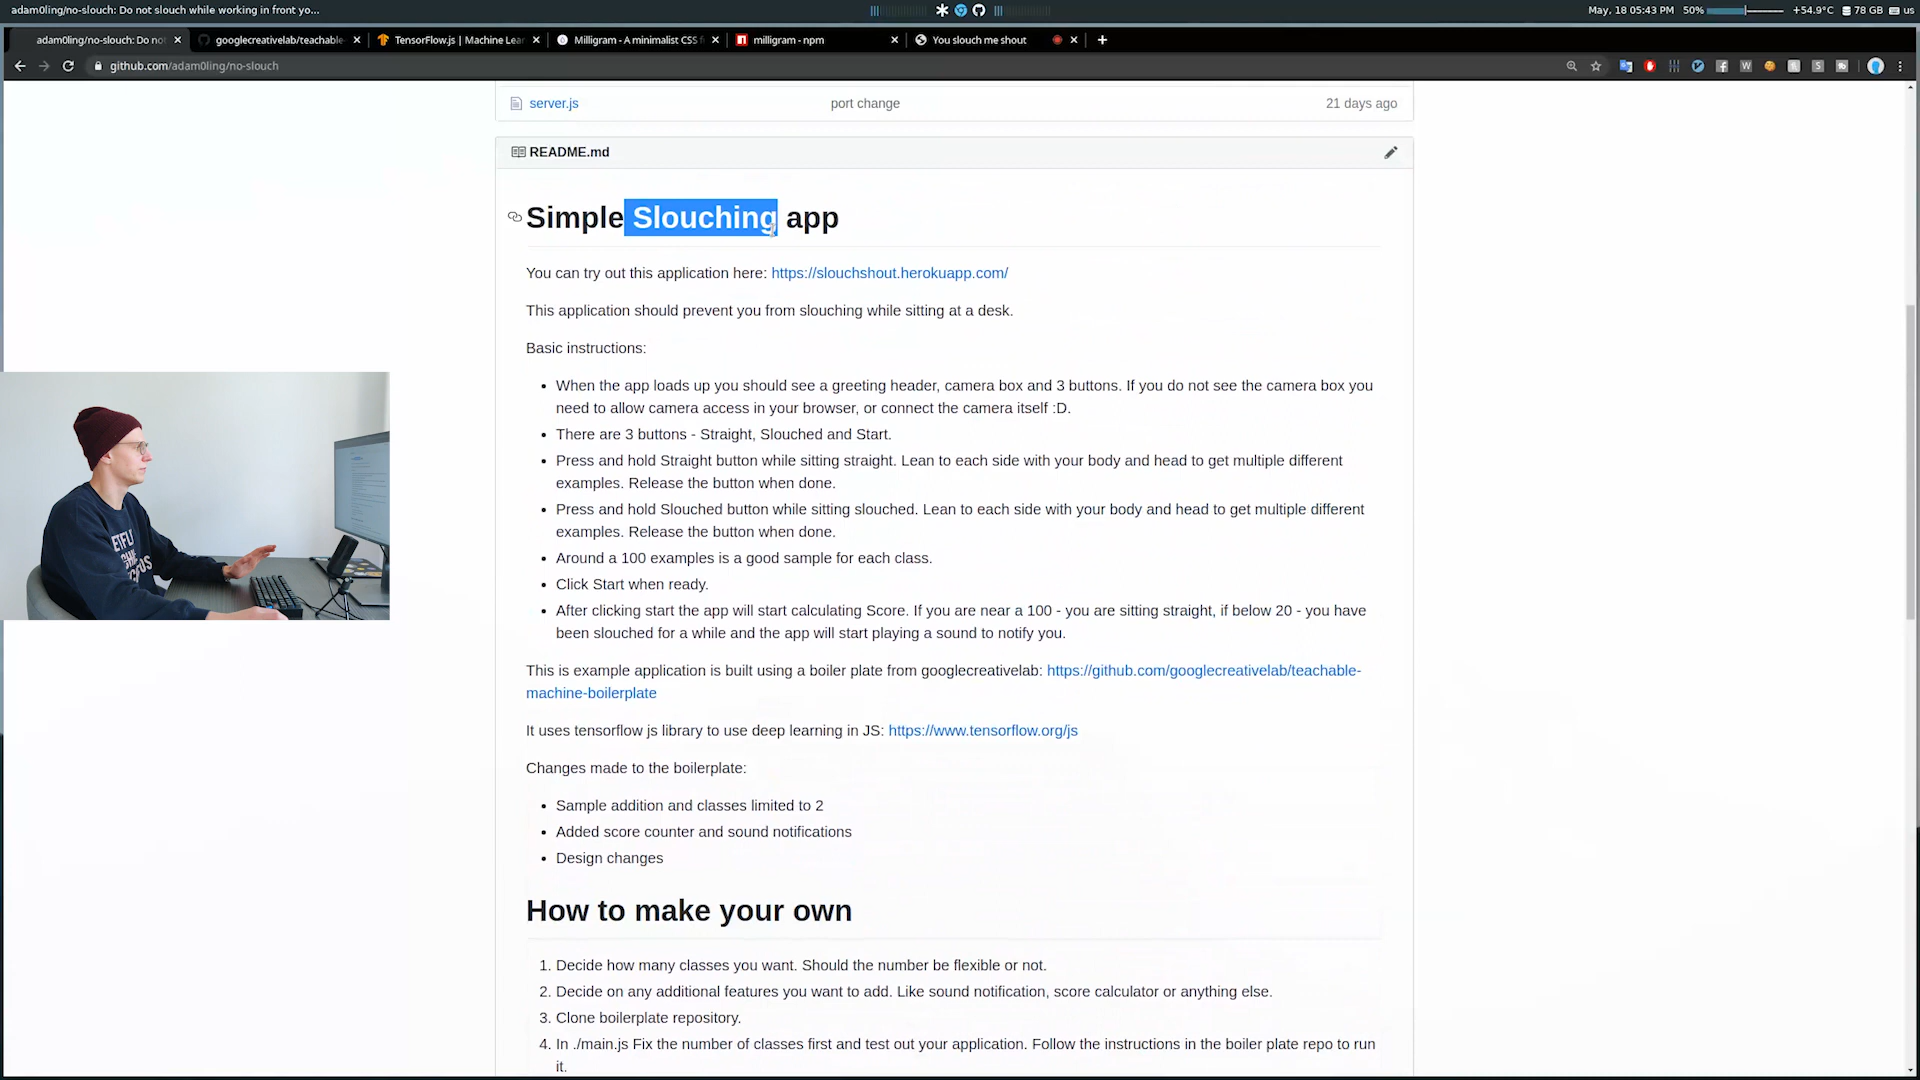 adam0ling/no-slouch: Do not slouch while working in front yo...
May, 18 05:43 PM 50% +54.9°C 78 GB us
adam0ling/no-slouch: Do not
googlecreativelab/teachable-
TensorFlow.js | Machine Lear
Milligram - A minimalist CSS f
milligram - npm
You slouch me shout
github.com/adam0ling/no-slouch
server.js port change 21 days ago
README.md
Simple Slouching app
You can try out this application here: https://slouchshout.herokuapp.com/
This application should prevent you from slouching while sitting at a desk.
Basic instructions:
• When the app loads up you should see a greeting header, camera box and 3 buttons. If you do not see the camera box you
need to allow camera access in your browser, or connect the camera itself :D.
• There are 3 buttons - Straight, Slouched and Start.
• Press and hold Straight button while sitting straight. Lean to each side with your body and head to get multiple different
examples. Release the button when done.
• Press and hold Slouched button while sitting slouched. Lean to each side with your body and head to get multiple different
examples. Release the button when done.
• Around a 100 examples is a good sample for each class.
• Click Start when ready.
• After clicking start the app will start calculating Score. If you are near a 100 - you are sitting straight, if below 20 - you have
been slouched for a while and the app will start playing a sound to notify you.
This is example application is built using a boiler plate from googlecreativelab: https://github.com/googlecreativelab/teachable-
machine-boilerplate
It uses tensorflow js library to use deep learning in JS: https://www.tensorflow.org/js
Changes made to the boilerplate:
• Sample addition and classes limited to 2
• Added score counter and sound notifications
• Design changes
How to make your own
1. Decide how many classes you want. Should the number be flexible or not.
2. Decide on any additional features you want to add. Like sound notification, score calculator or anything else.
3. Clone boilerplate repository.
4. In ./main.js Fix the number of classes first and test out your application. Follow the instructions in the boiler plate repo to run
it.